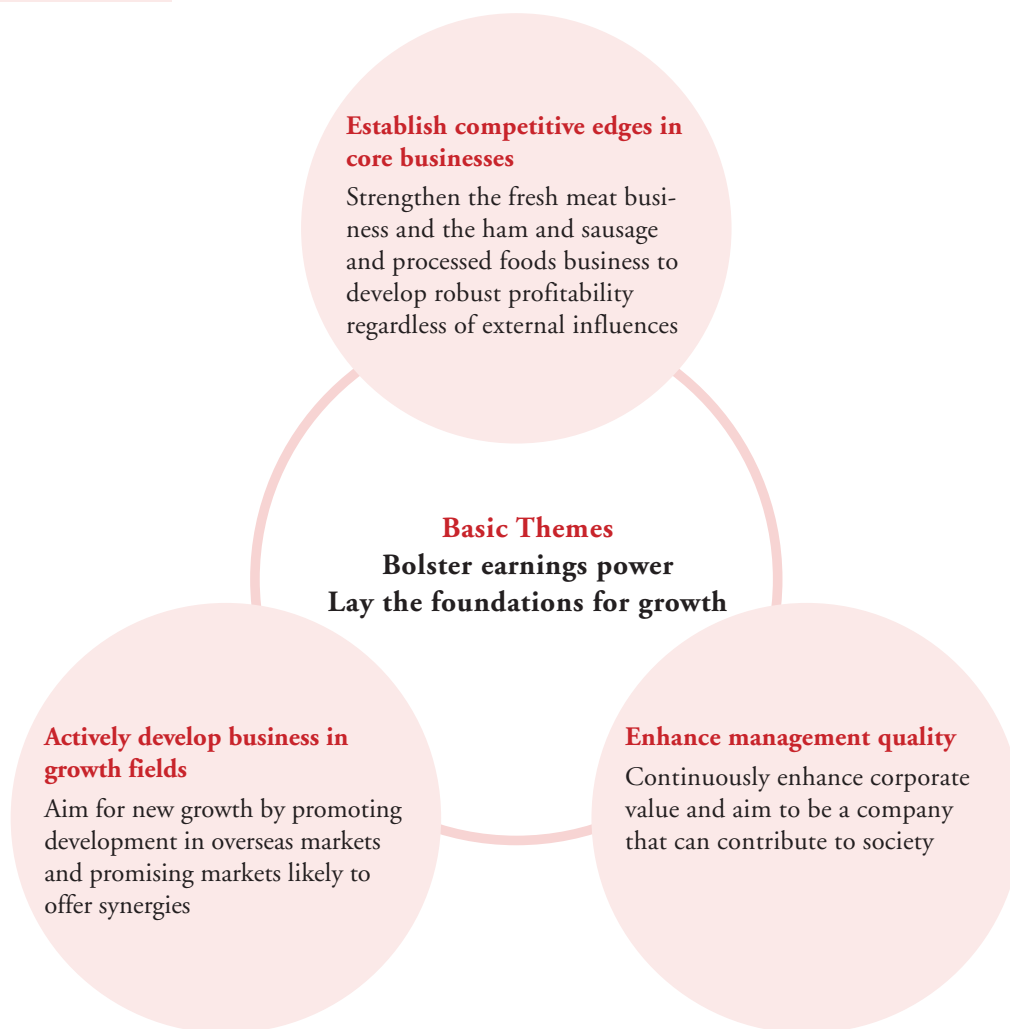 Establish competitive edges in
core businesses
Strengthen the fresh meat busi-
ness and the ham and sausage
and processed foods business to
develop robust profitability
regardless of external influences
Basic Themes
Bolster earnings power
Lay the foundations for growth
Actively develop business in
growth fields
Aim for new growth by promoting
development in overseas markets
and promising markets likely to
offer synergies
Enhance management quality
Continuously enhance corporate
value and aim to be a company
that can contribute to society